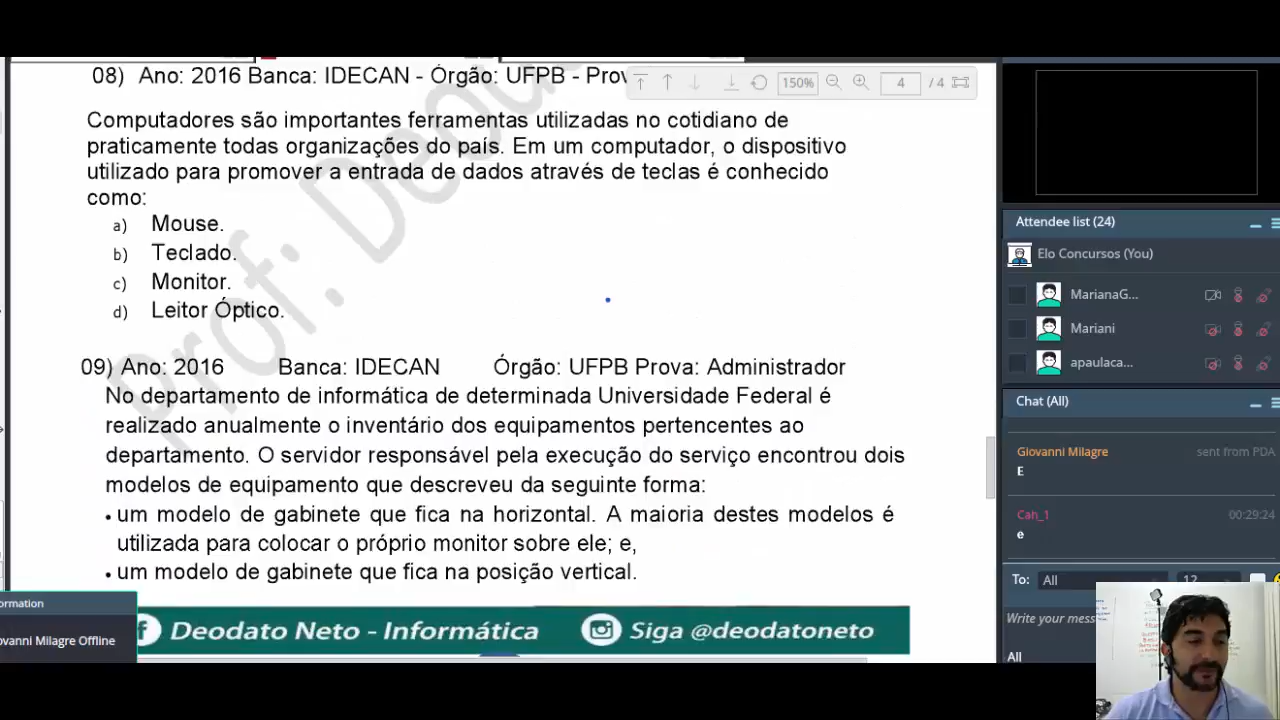 08) Ano: 2016 Banca: IDECAN - Órgão: UFPB - Prov
150%
4
/ 4
Computadores são importantes ferramentas utilizadas no cotidiano de
praticamente todas organizações do país. Em um computador, o dispositivo
utilizado para promover a entrada de dados através de teclas é conhecido
como:
a) Mouse.
b) Teclado.
c) Monitor.
d) Leitor Óptico.
09) Ano: 2016 Banca: IDECAN Órgão: UFPB Prova: Administrador
No departamento de informática de determinada Universidade Federal é
realizado anualmente o inventário dos equipamentos pertencentes ao
departamento. O servidor responsável pela execução do serviço encontrou dois
modelos de equipamento que descreveu da seguinte forma:
• um modelo de gabinete que fica na horizontal. A maioria destes modelos é
utilizada para colocar o próprio monitor sobre ele; e,
• um modelo de gabinete que fica na posição vertical.
Prof: Deodat
Deodato Neto - Informática
Siga @deodatoneto
ormation
ovanni Milagre Offline
Attendee list (24)
Elo Concursos (You)
MarianaG...
Mariani
apaulaca...
Chat (All)
Giovanni Milagre sent from PDA
E
Cah_1 00:29:24
e
To: All 12
Write your mess
All